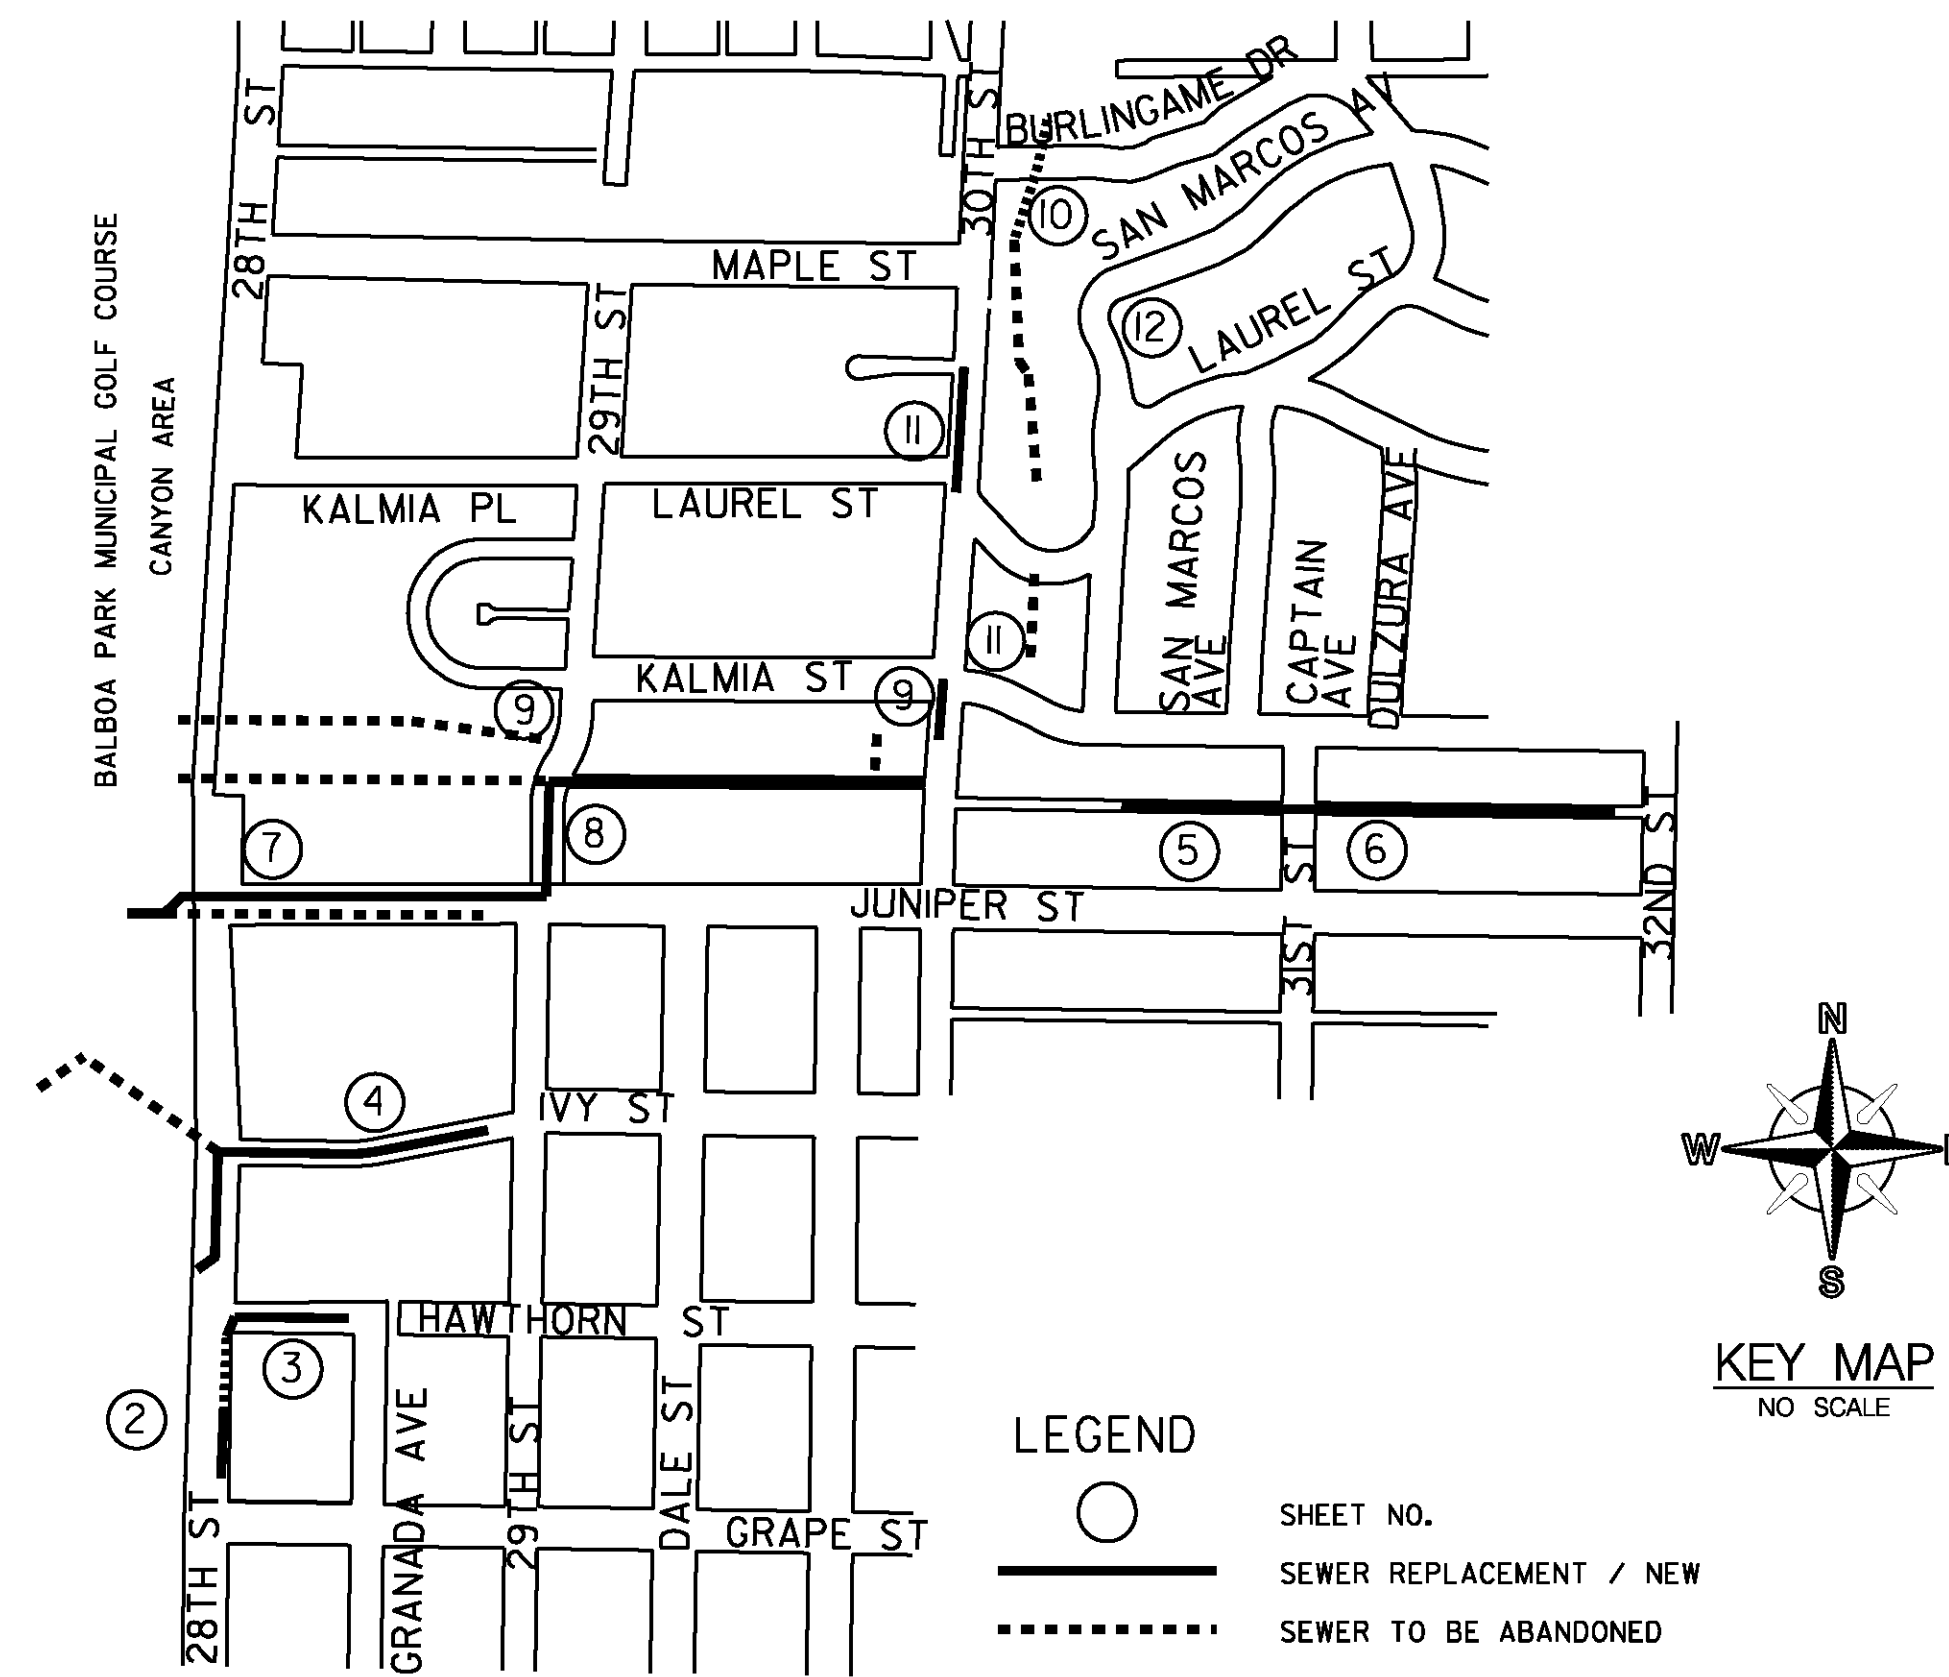 BURLINGAME DR
SAN MARCOS AV
28TH ST
30TH ST
10
MAPLE ST
29TH ST
12
LAUREL ST
11
BALBOA PARK MUNICIPAL GOLF COURSE
CANYON AREA
KALMIA PL
LAUREL ST
SAN MARCOS
AVE
CAPTAIN
AVE
DULZURA AVE
11
KALMIA ST
9
9
7
8
5
6
31ST ST
32ND S
JUNIPER ST
4
IVY ST
N
W
S
HAWTHORN ST
3
2
28TH ST
GRANADA AVE
29TH ST
DALE ST
GRAPE ST
KEY MAP
NO SCALE
LEGEND
SHEET NO.
SEWER REPLACEMENT / NEW
SEWER TO BE ABANDONED